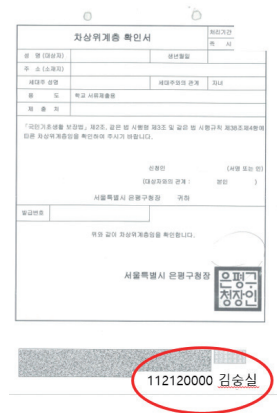 차상위계층 확인서
처리기간
즉 시
성 명 (대상자)
생년월일
주 소 (소재지)
세대주 성명
세대주와의 관계
자녀
용 도
학교 서류제출용
제 출 처
「국민기초생활 보장법」 제2조, 같은 법 시행령 제3조 및 같은 법 시행규칙 제38조제4항에
따른 차상위계층임을 확인하여 주시기 바랍니다.
신청인
(서명 또는 인)
(대상자와의 관계 : 본인 )
서울특별시 은평구청장 귀하
발급번호
위와 같이 차상위계층임을 확인합니다.
서울특별시 은평구청장
은평구
청장인
112120000 김숭실